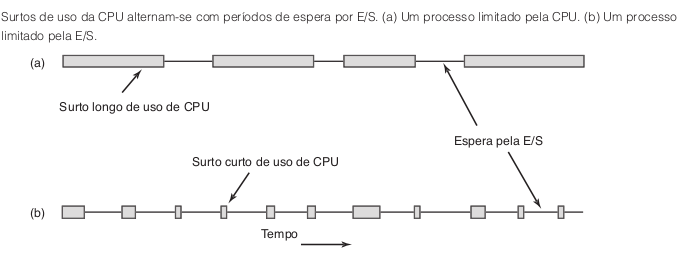 Surtos de uso da CPU alternam-se com períodos de espera por E/S. (a) Um processo limitado pela CPU. (b) Um processo
limitado pela E/S.
(a)
Surto longo de uso de CPU
Espera pela E/S
Surto curto de uso de CPU
(b)
Tempo